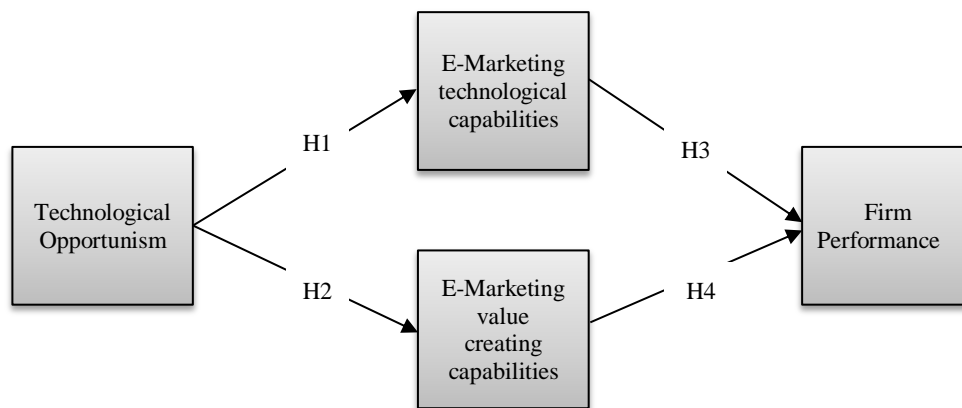 E-Marketing
technological
capabilities
H1
H3
Technological
Opportunism
Firm
Performance
H2
H4
E-Marketing
value
creating
capabilities